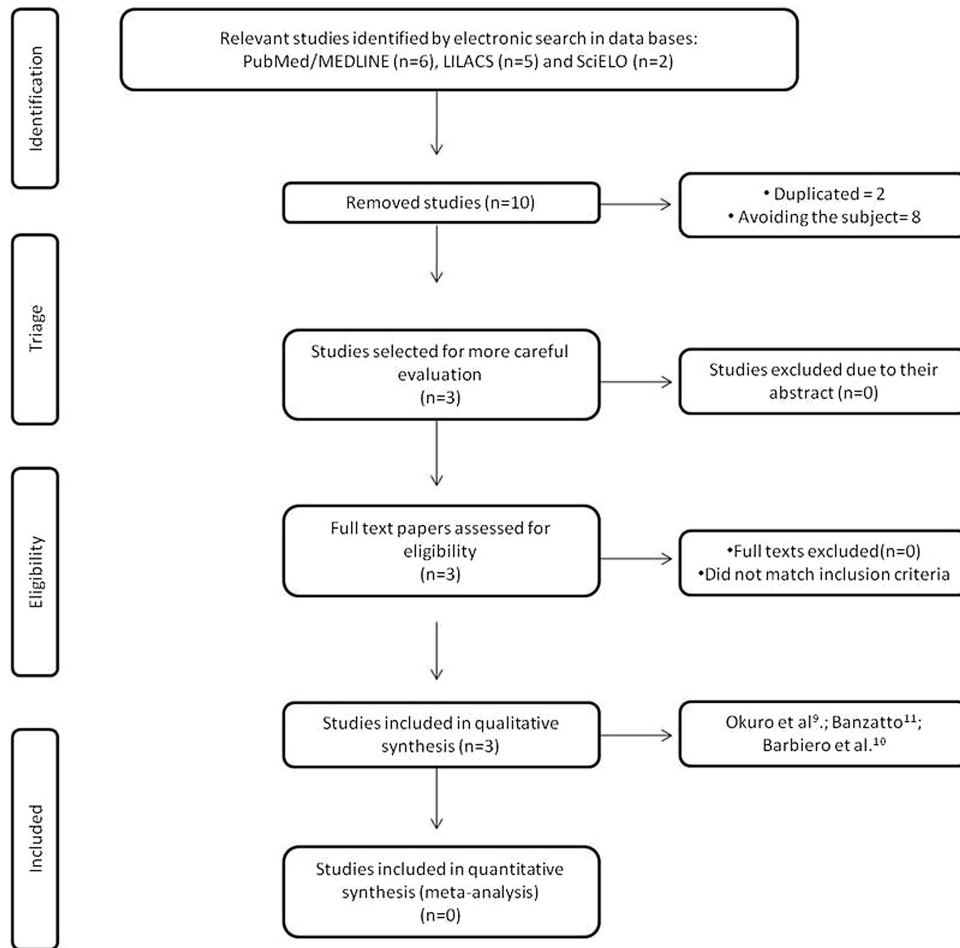 Identification
Relevant studies identified by electronic search in data bases:
PubMed/MEDLINE (n=6), LILACS (n=5) and SciELO (n=2)
Removed studies (n=10)
• Duplicated = 2
• Avoiding the subject= 8
Triage
Studies selected for more careful
evaluation
(n=3)
Studies excluded due to their
abstract (n=0)
Eligibility
Full text papers assessed for
eligibility
(n=3)
•Full texts excluded(n=0)
•Did not match inclusion criteria
Included
Studies included in qualitative
synthesis (n=3)
Okuro et al⁹.; Banzatto¹¹;
Barbiero et al.¹⁰
Studies included in quantitative
synthesis (meta-analysis)
(n=0)